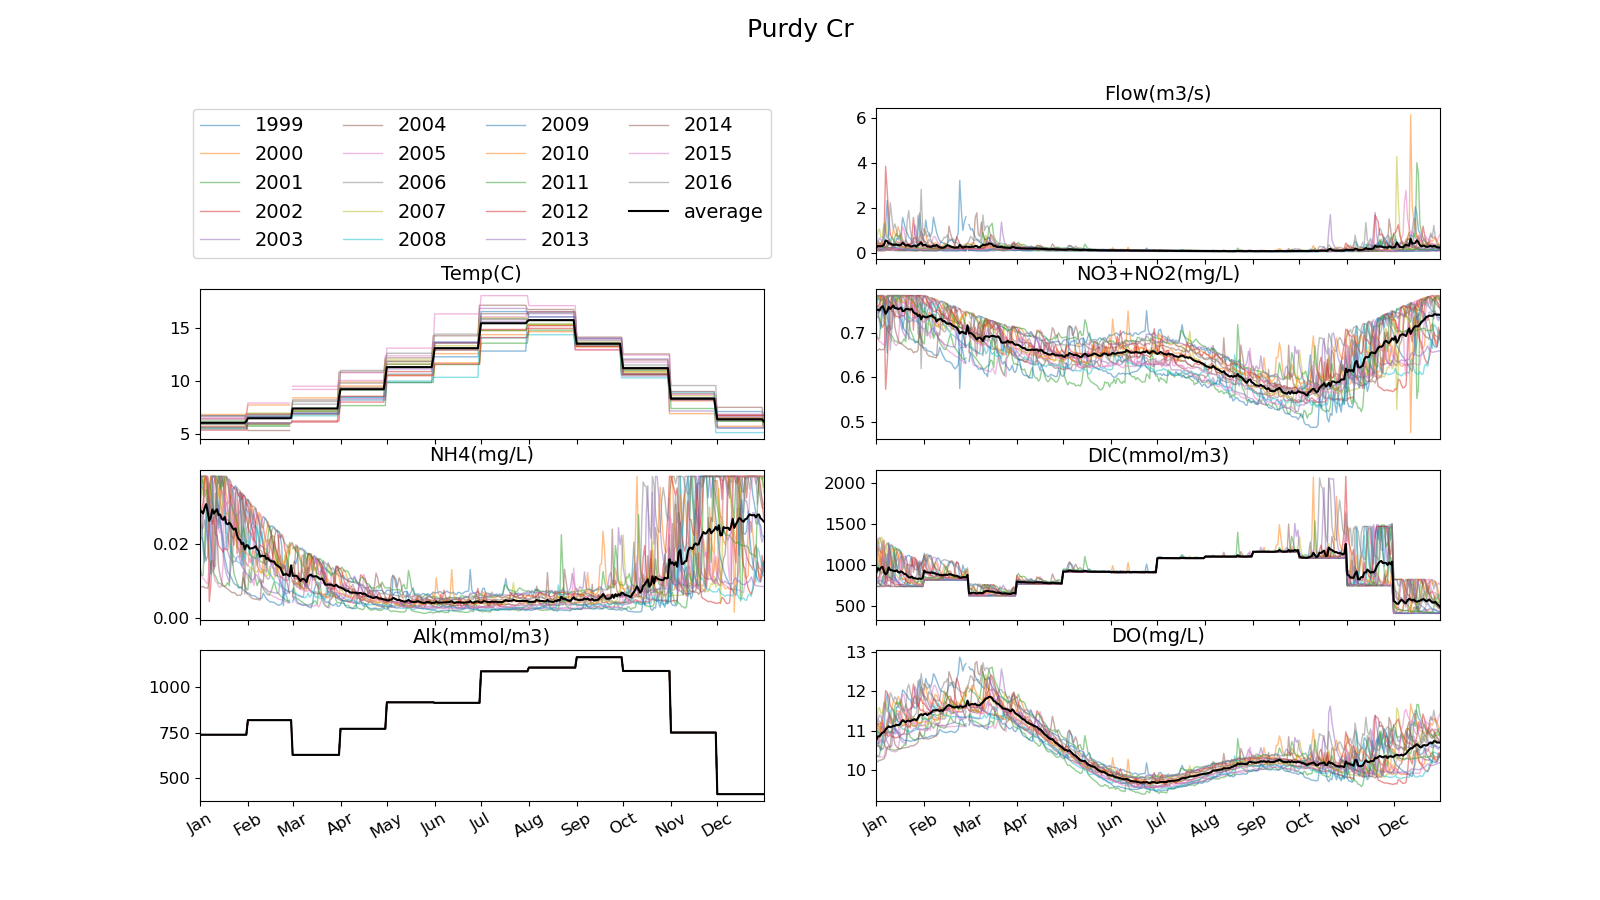 Purdy Cr
1999 2004 2009 2014
2000 2005 2010 2015
2001 2006 2011 2016
2002 2007 2012 average
2003 2008 2013
Flow(m3/s)
6
4
2
0
Temp(C)
15
10
5
NO3+NO2(mg/L)
0.7
0.6
0.5
NH4(mg/L)
0.02
0.00
DIC(mmol/m3)
2000
1500
1000
500
Alk(mmol/m3)
1000
750
500
Jan Feb Mar Apr May Jun Jul Aug Sep Oct Nov Dec
DO(mg/L)
13
12
11
10
Jan Feb Mar Apr May Jun Jul Aug Sep Oct Nov Dec